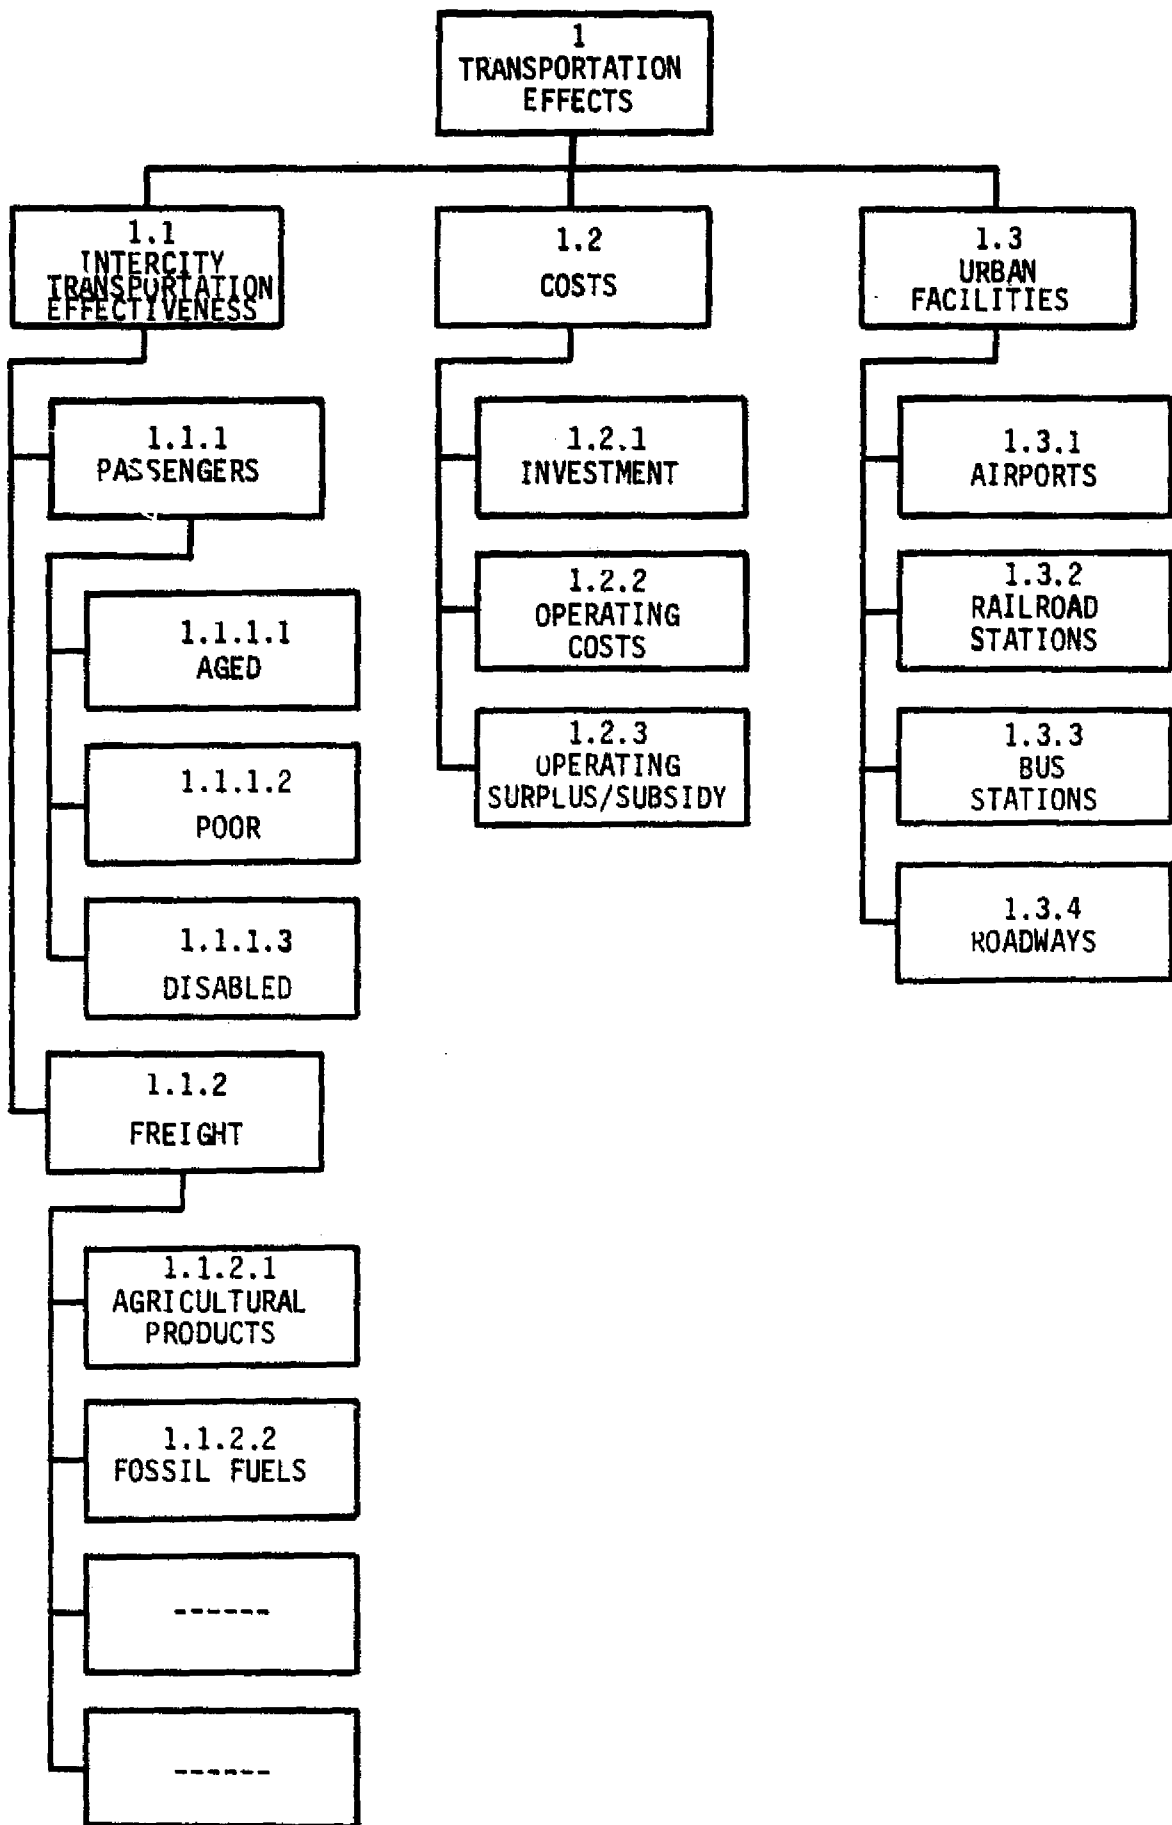 1
TRANSPORTATION
EFFECTS
1.1
INTERCITY
TRANSPORTATION
EFFECTIVENESS
1.1.1
PASSENGERS
1.1.1.1
AGED
1.1.1.2
POOR
1.1.1.3
DISABLED
1.1.2
FREIGHT
1.1.2.1
AGRICULTURAL
PRODUCTS
1.1.2.2
FOSSIL FUELS
------
------
1.2
COSTS
1.2.1
INVESTMENT
1.2.2
OPERATING
COSTS
1.2.3
OPERATING
SURPLUS/SUBSIDY
1.3
URBAN
FACILITIES
1.3.1
AIRPORTS
1.3.2
RAILROAD
STATIONS
1.3.3
BUS
STATIONS
1.3.4
ROADWAYS